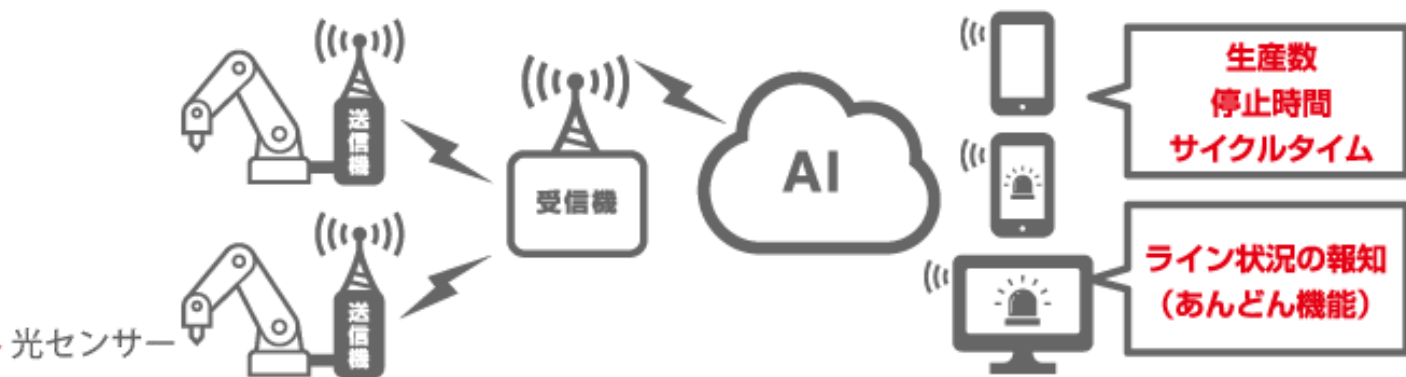 送信機
受信機
AI
生産数
停止時間
サイクルタイム
光センサー
送信機
ライン状況の報知
（あんどん機能）